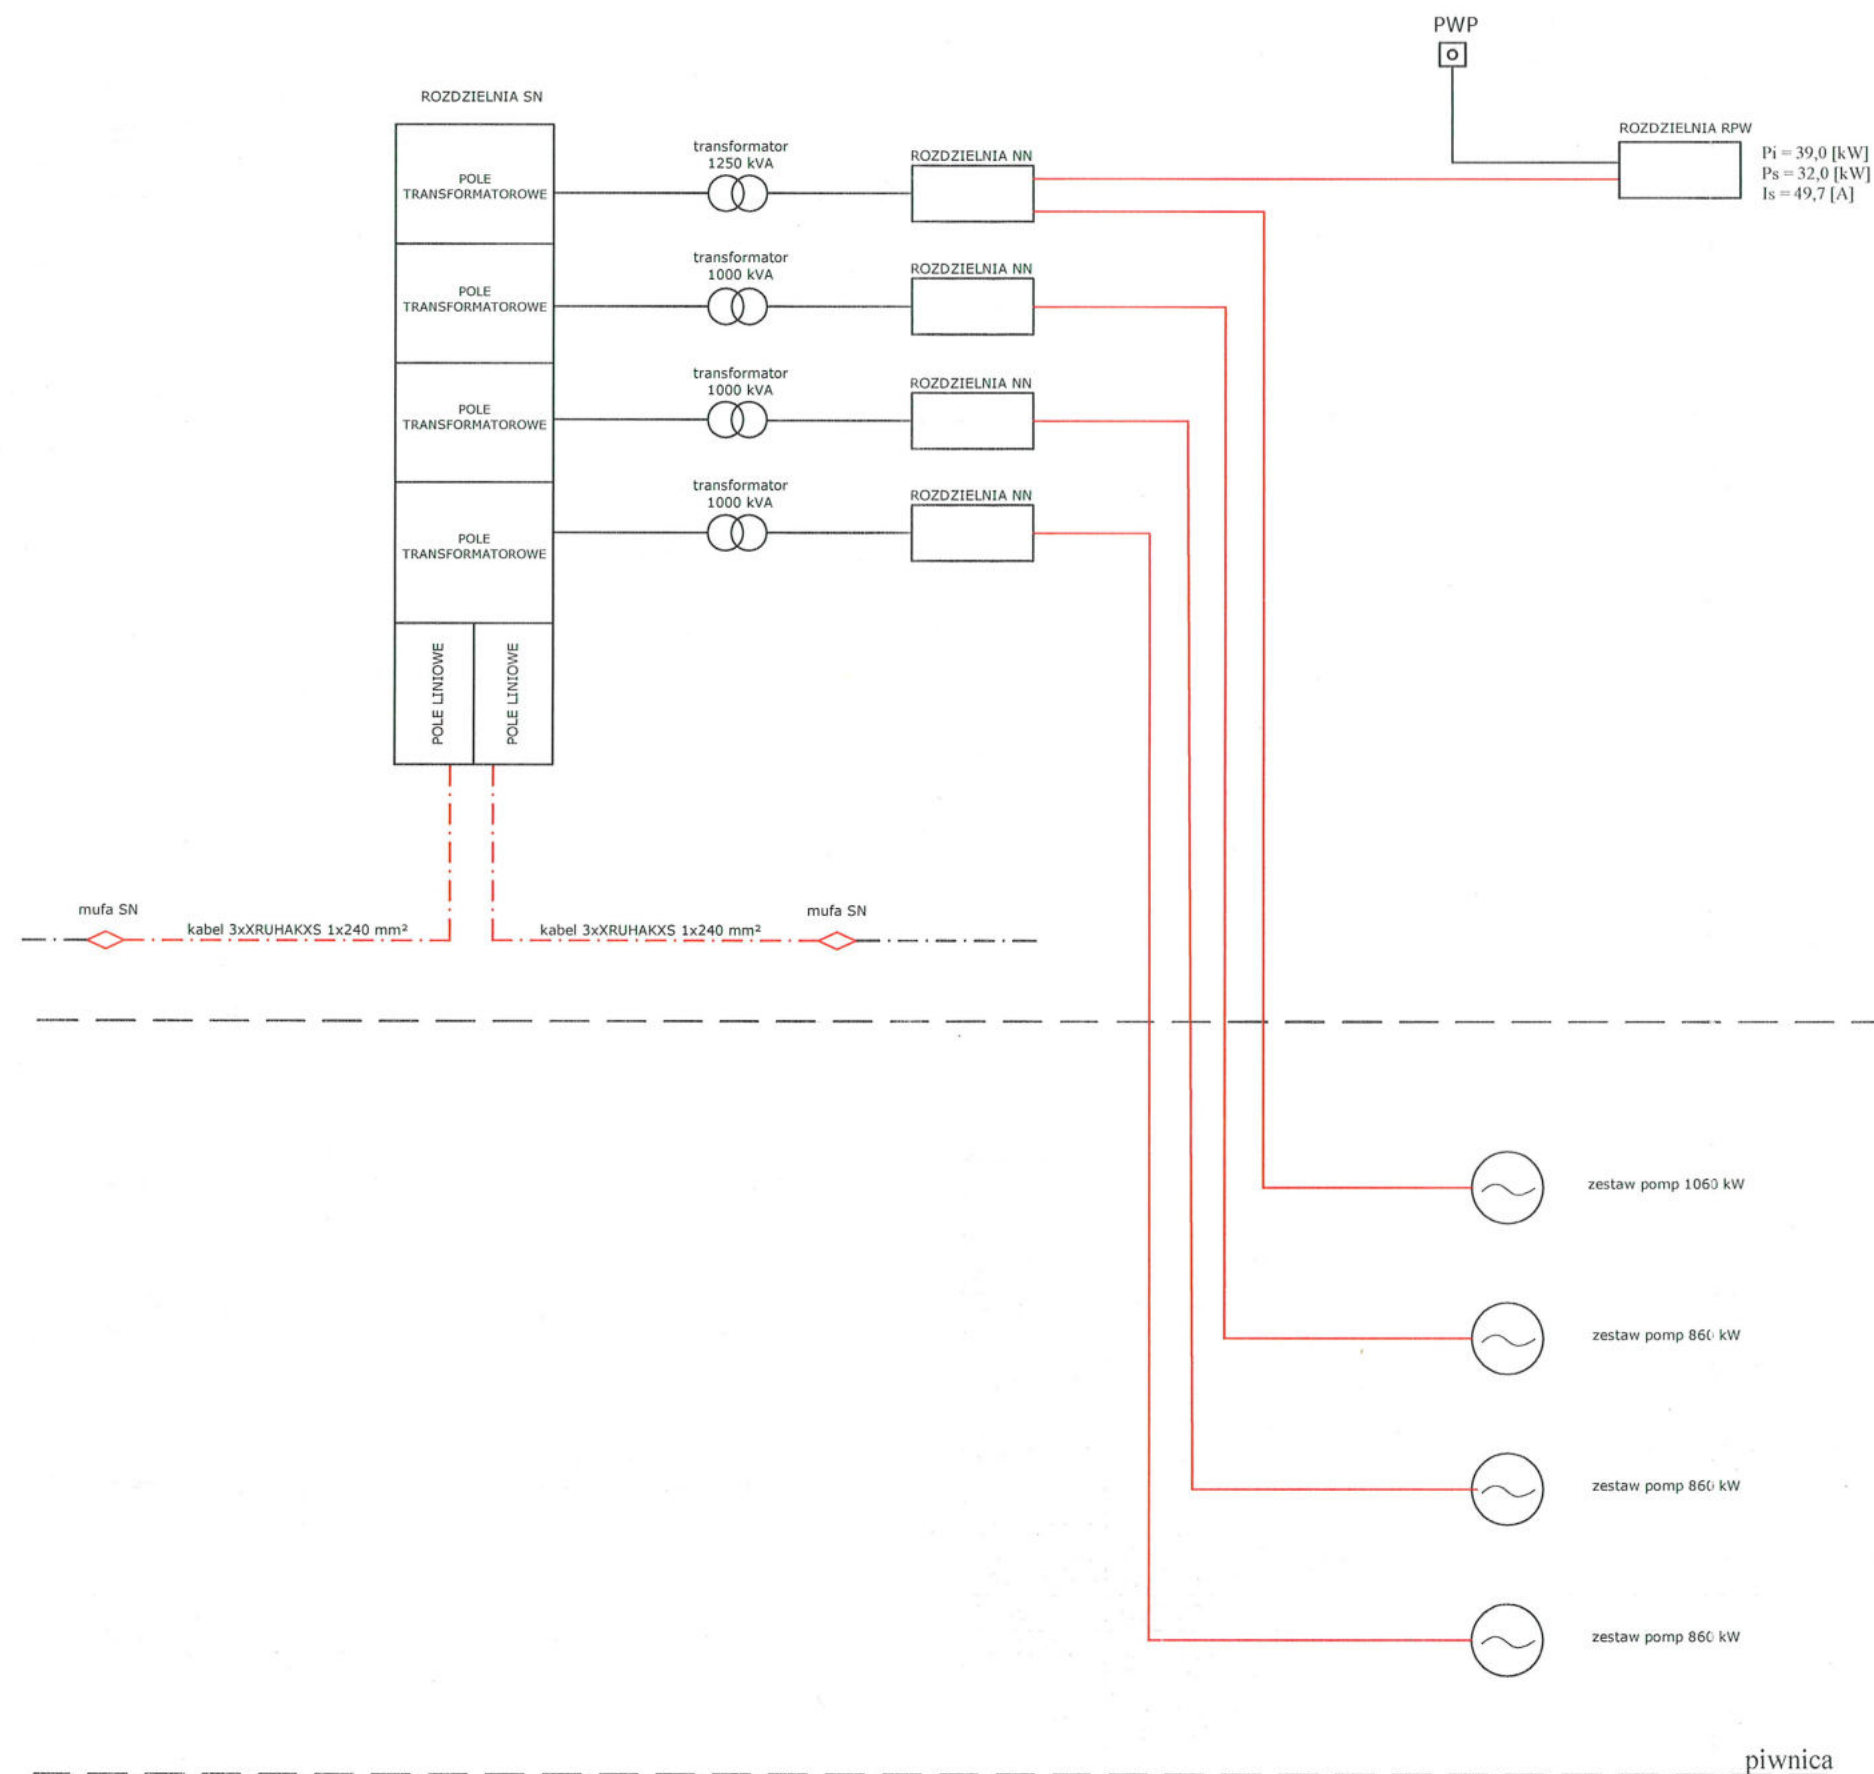 PWP
ROZDZIELNIA SN
ROZDZIELNIA RPW
Pi = 39,0 [kW]
Ps = 32,0 [kW]
Is = 49,7 [A]
POLE
TRANSFORMATOROWE
transformator
1250 kVA
ROZDZIELNIA NN
POLE
TRANSFORMATOROWE
transformator
1000 kVA
ROZDZIELNIA NN
POLE
TRANSFORMATOROWE
transformator
1000 kVA
ROZDZIELNIA NN
POLE
TRANSFORMATOROWE
transformator
1000 kVA
ROZDZIELNIA NN
POLE LINIOWE
POLE LINIOWE
mufa SN
kabel 3xXRUHAKXS 1x240 mm²
kabel 3xXRUHAKXS 1x240 mm²
mufa SN
zestaw pomp 1060 kW
zestaw pomp 860 kW
zestaw pomp 860 kW
zestaw pomp 860 kW
piwnica